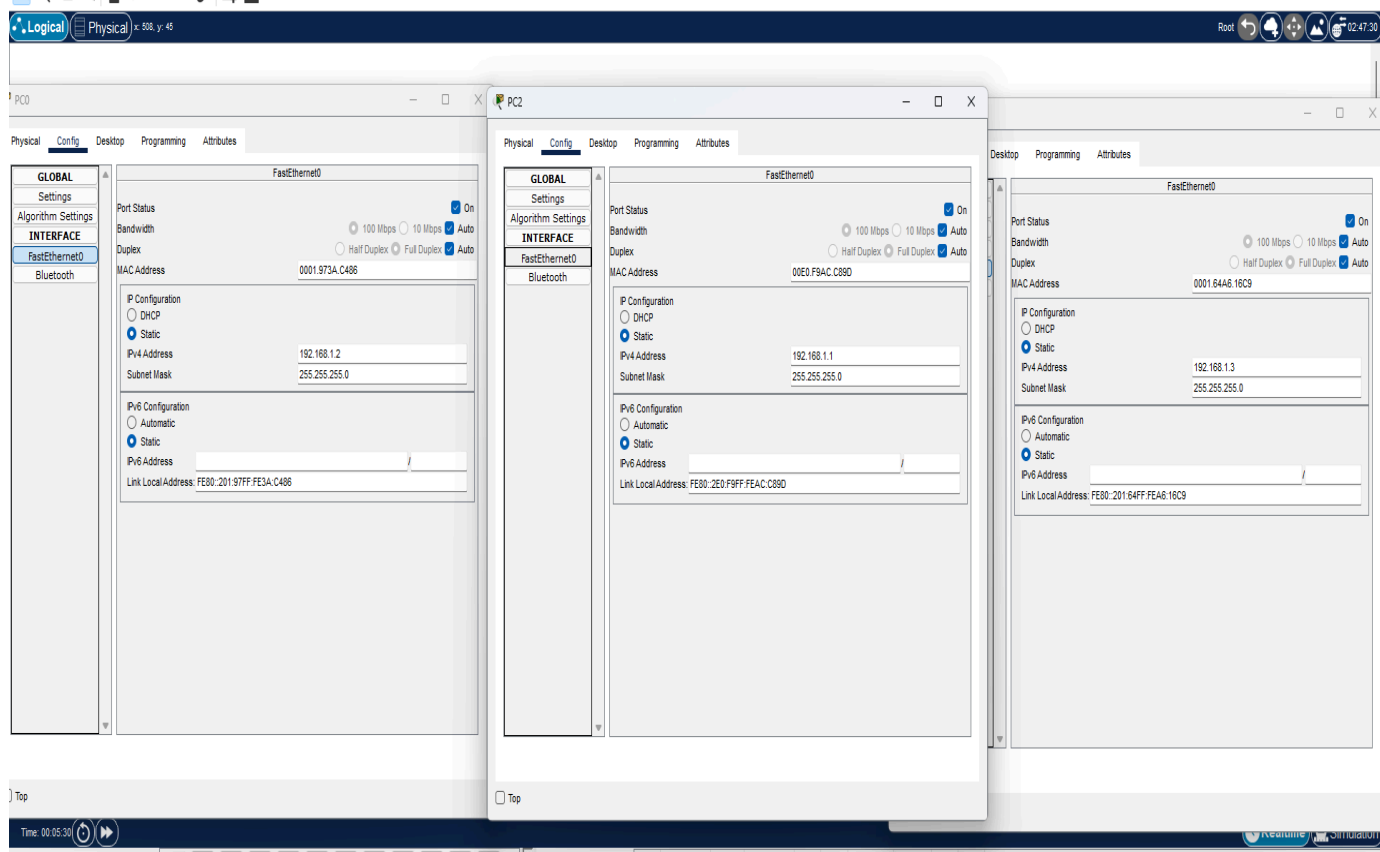 Logical Physical x: 508, y: 45 Root 02:47:30
PC0
Physical Config Desktop Programming Attributes
GLOBAL
Settings
Algorithm Settings
INTERFACE
FastEthernet0
Bluetooth
FastEthernet0
Port Status On
Bandwidth 100 Mbps 10 Mbps Auto
Duplex Half Duplex Full Duplex Auto
MAC Address 0001.973A.C486
IP Configuration
DHCP
Static
IPv4 Address 192.168.1.2
Subnet Mask 255.255.255.0
IPv6 Configuration
Automatic
Static
IPv6 Address /
Link Local Address: FE80::201:97FF:FE3A:C486
Top
PC2
Physical Config Desktop Programming Attributes
GLOBAL
Settings
Algorithm Settings
INTERFACE
FastEthernet0
Bluetooth
FastEthernet0
Port Status On
Bandwidth 100 Mbps 10 Mbps Auto
Duplex Half Duplex Full Duplex Auto
MAC Address 00E0.F9AC.C89D
IP Configuration
DHCP
Static
IPv4 Address 192.168.1.1
Subnet Mask 255.255.255.0
IPv6 Configuration
Automatic
Static
IPv6 Address /
Link Local Address: FE80::2E0:F9FF:FEAC:C89D
Top
Desktop Programming Attributes
FastEthernet0
Port Status On
Bandwidth 100 Mbps 10 Mbps Auto
Duplex Half Duplex Full Duplex Auto
MAC Address 0001.64A6.16C9
IP Configuration
DHCP
Static
IPv4 Address 192.168.1.3
Subnet Mask 255.255.255.0
IPv6 Configuration
Automatic
Static
IPv6 Address /
Link Local Address: FE80::201:64FF:FEA6:16C9
Time: 00:05:30 Realtime Simulation